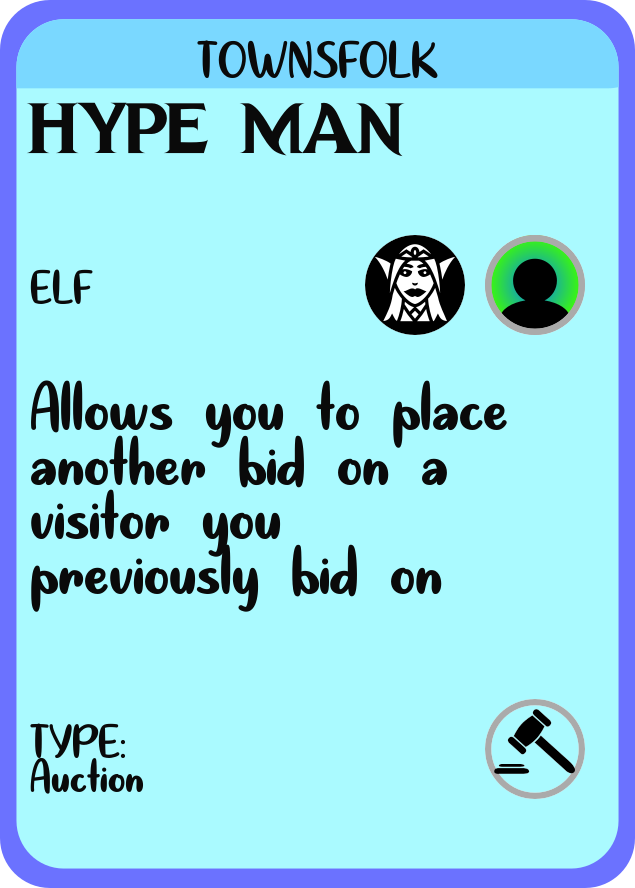 TOWNSFOLK
HYPE MAN
ELF
Allows you to place
another bid on a
visitor you
previously bid on
TYPE:
Auction